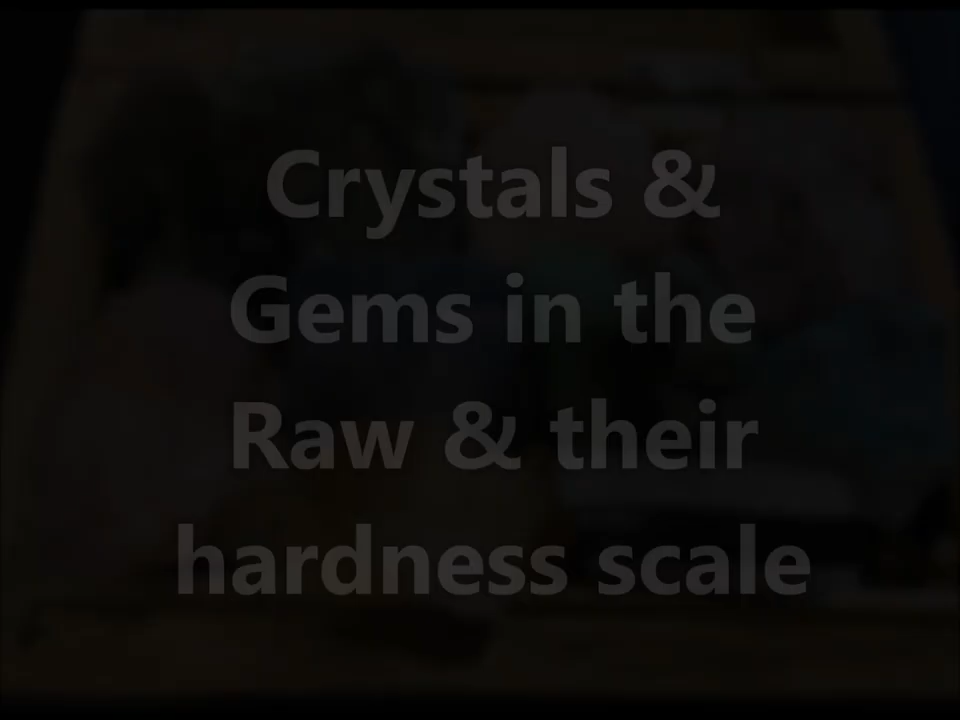 Crystals &
Gems in the
Raw & their
hardness scale